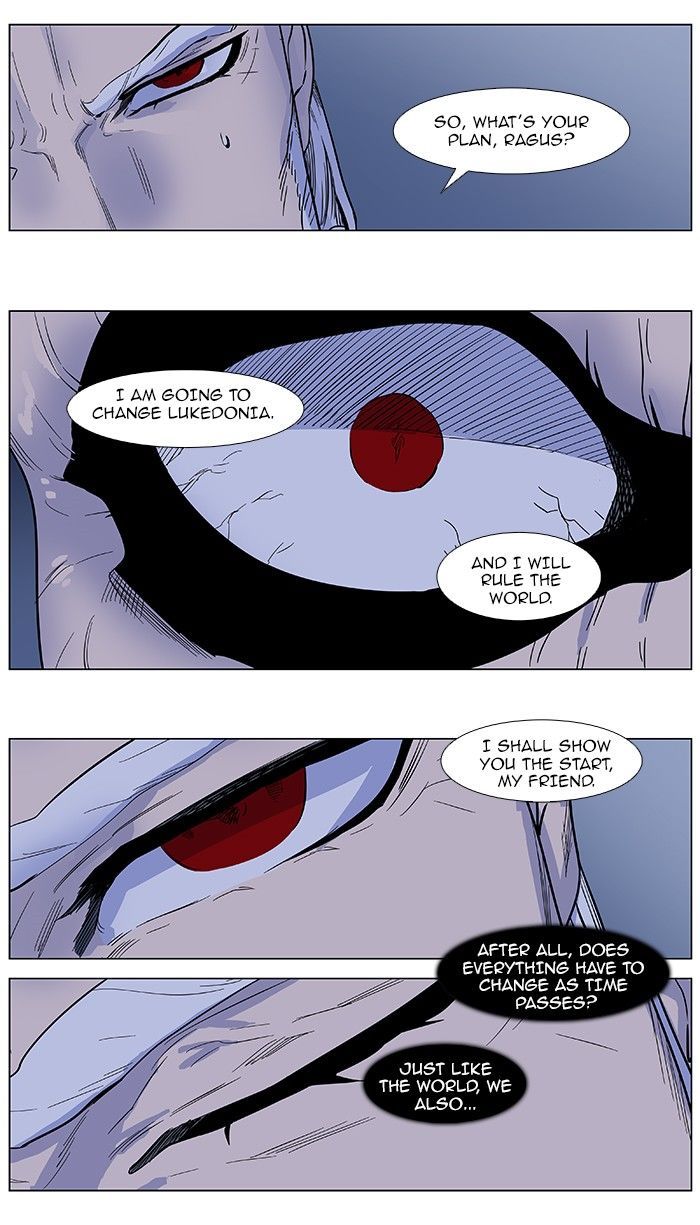 SO, WHAT'S YOUR
PLAN, RAGUS?
I AM GOING TO
CHANGE LUKEDONIA.
AND I WILL
RULE THE
WORLD.
I SHALL SHOW
YOU THE START,
MY FRIEND.
AFTER ALL, DOES
EVERYTHING HAVE TO
CHANGE AS TIME
PASSES?
JUST LIKE
THE WORLD, WE
ALSO...